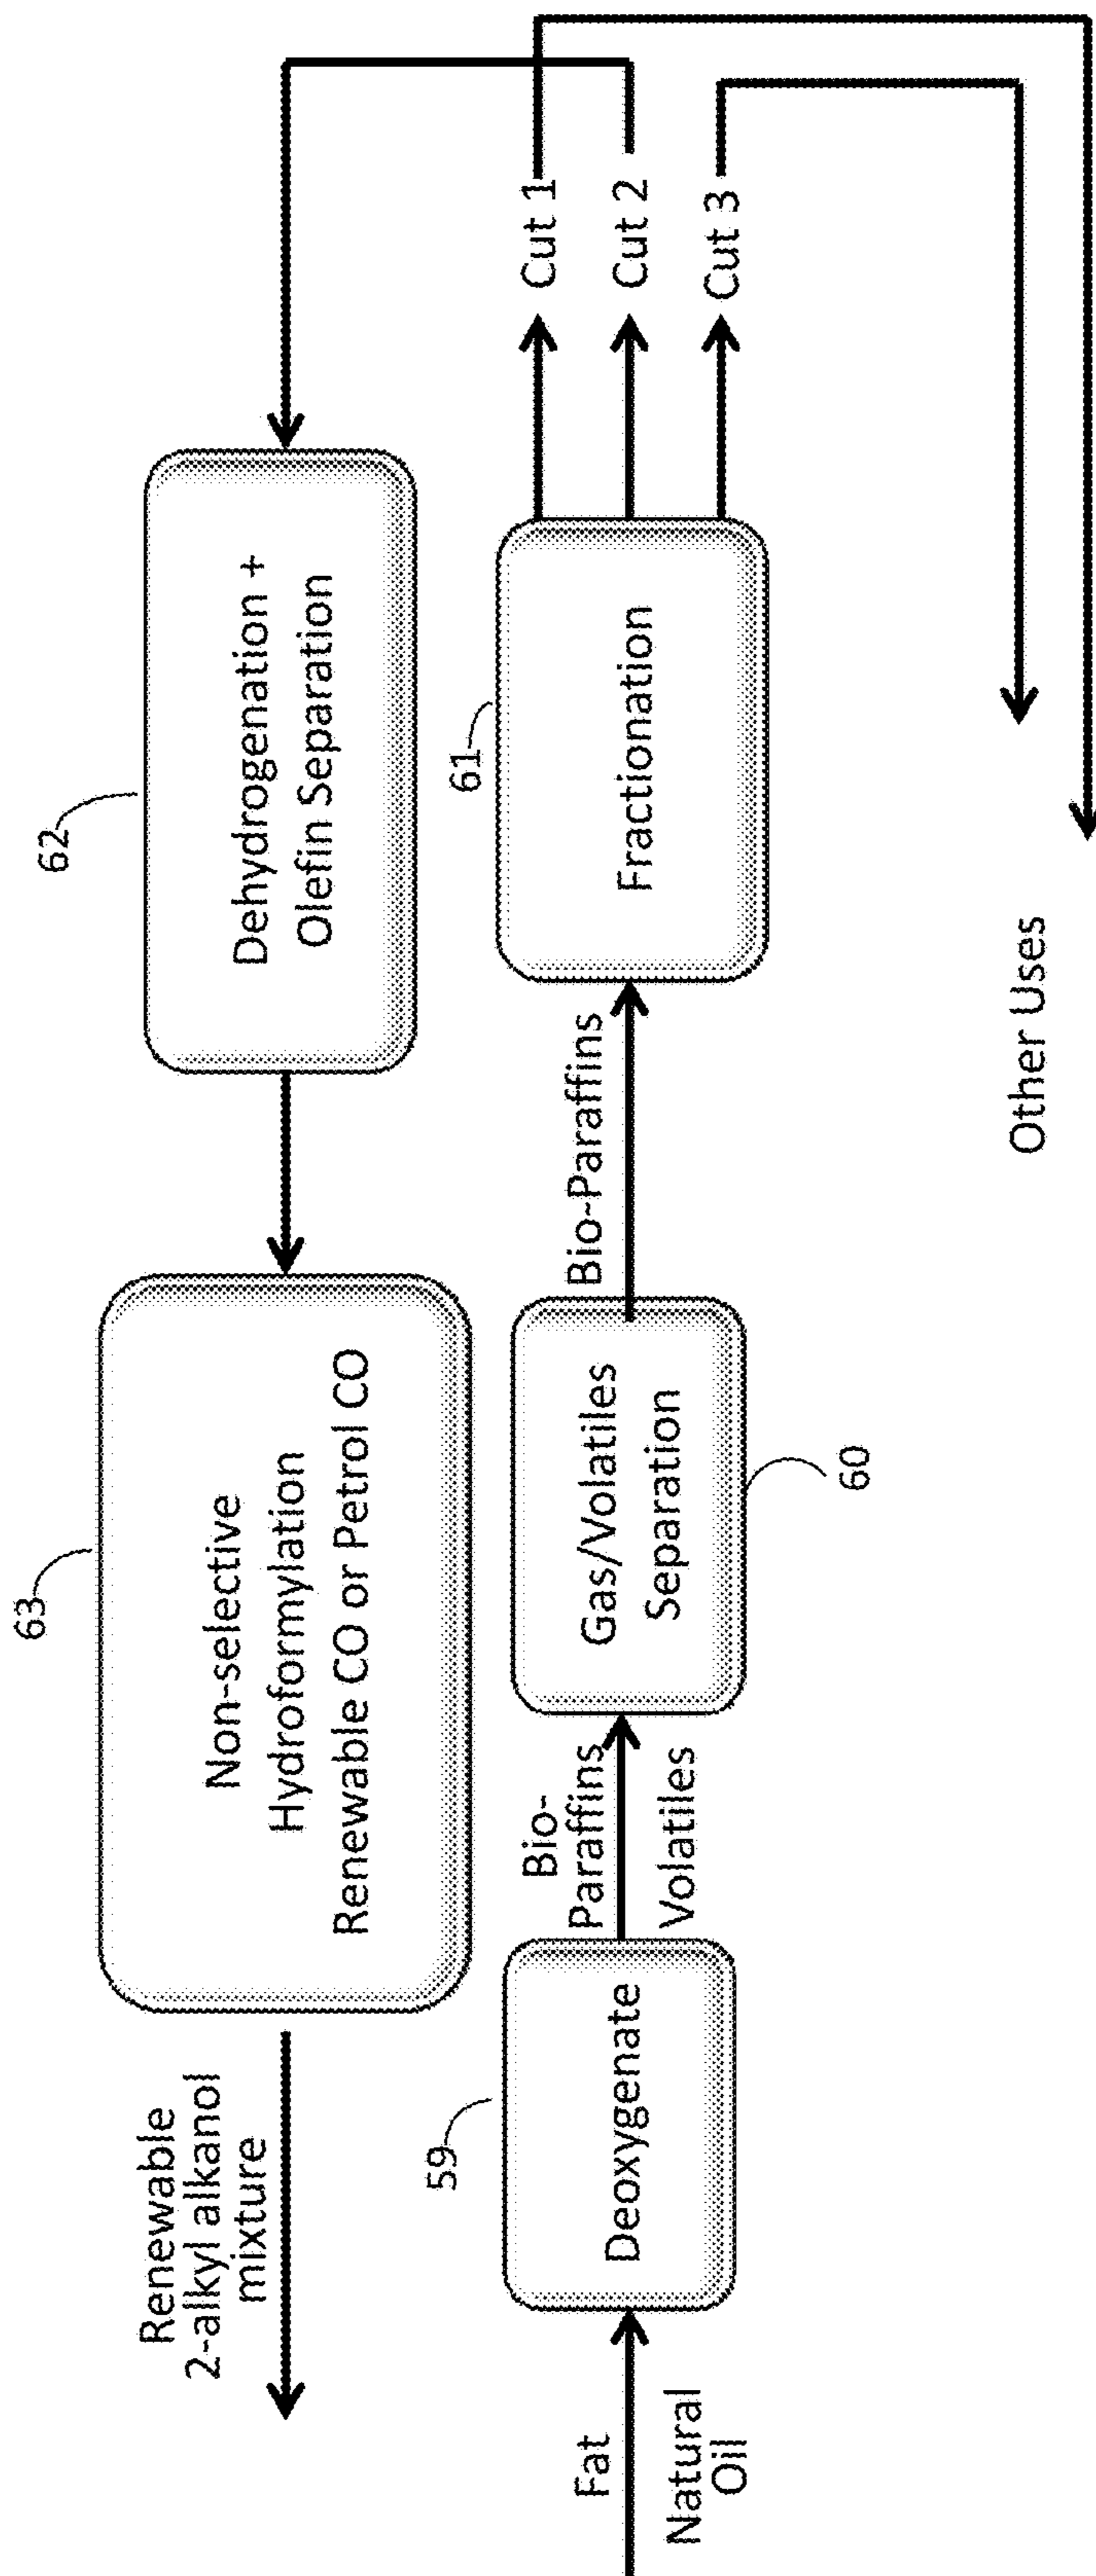 63
62
Renewable
2-alkyl alkanol
mixture
Non-selective
Hydroformylation
Renewable CO or Petrol CO
Dehydrogenation +
Olefin Separation
59
61
Fat
Natural
Oil
Deoxygenate
Bio-
Paraffins
Volatiles
Gas/Volatiles
Separation
60
Bio-Paraffins
Fractionation
Cut 1
Cut 2
Cut 3
Other Uses